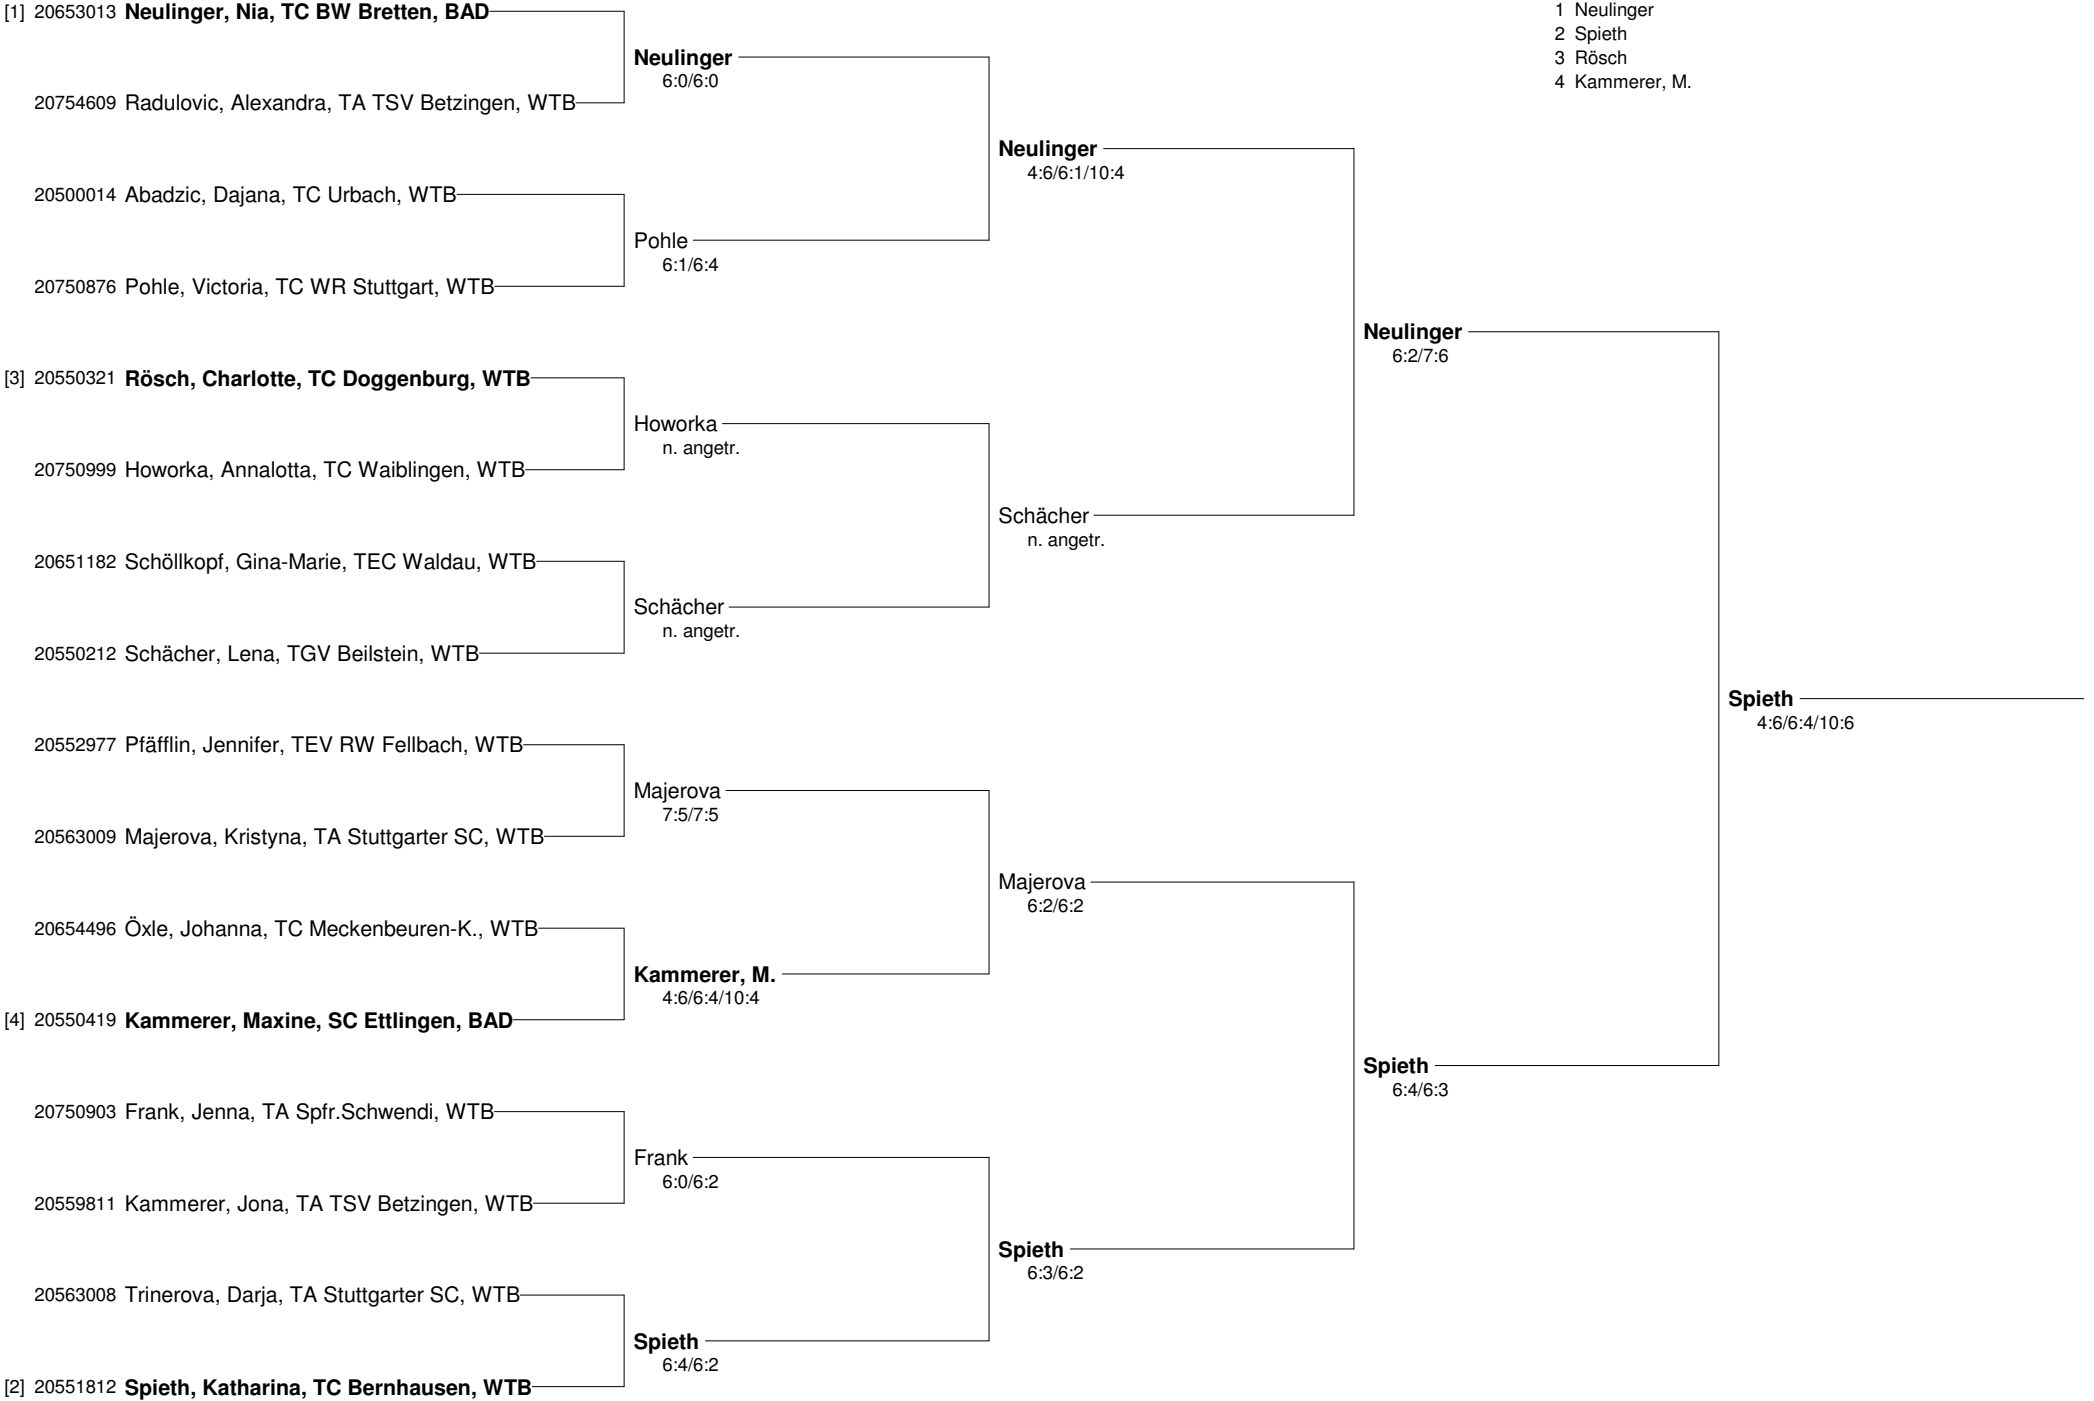 [1] 20653013 Neulinger, Nia, TC BW Bretten, BAD
1 Neulinger
2 Spieth
3 Rösch
4 Kammerer, M.
Neulinger
6:0/6:0
20754609 Radulovic, Alexandra, TA TSV Betzingen, WTB
Neulinger
4:6/6:1/10:4
20500014 Abadzic, Dajana, TC Urbach, WTB
Pohle
6:1/6:4
20750876 Pohle, Victoria, TC WR Stuttgart, WTB
Neulinger
6:2/7:6
[3] 20550321 Rösch, Charlotte, TC Doggenburg, WTB
Howorka
n. angetr.
20750999 Howorka, Annalotta, TC Waiblingen, WTB
Schächer
n. angetr.
20651182 Schöllkopf, Gina-Marie, TEC Waldau, WTB
Schächer
n. angetr.
20550212 Schächer, Lena, TGV Beilstein, WTB
Spieth
4:6/6:4/10:6
20552977 Pfäfflin, Jennifer, TEV RW Fellbach, WTB
Majerova
7:5/7:5
20563009 Majerova, Kristyna, TA Stuttgarter SC, WTB
Majerova
6:2/6:2
20654496 Öxle, Johanna, TC Meckenbeuren-K., WTB
Kammerer, M.
4:6/6:4/10:4
[4] 20550419 Kammerer, Maxine, SC Ettlingen, BAD
Spieth
6:4/6:3
20750903 Frank, Jenna, TA Spfr.Schwendi, WTB
Frank
6:0/6:2
20559811 Kammerer, Jona, TA TSV Betzingen, WTB
Spieth
6:3/6:2
20563008 Trinerova, Darja, TA Stuttgarter SC, WTB
Spieth
6:4/6:2
[2] 20551812 Spieth, Katharina, TC Bernhausen, WTB